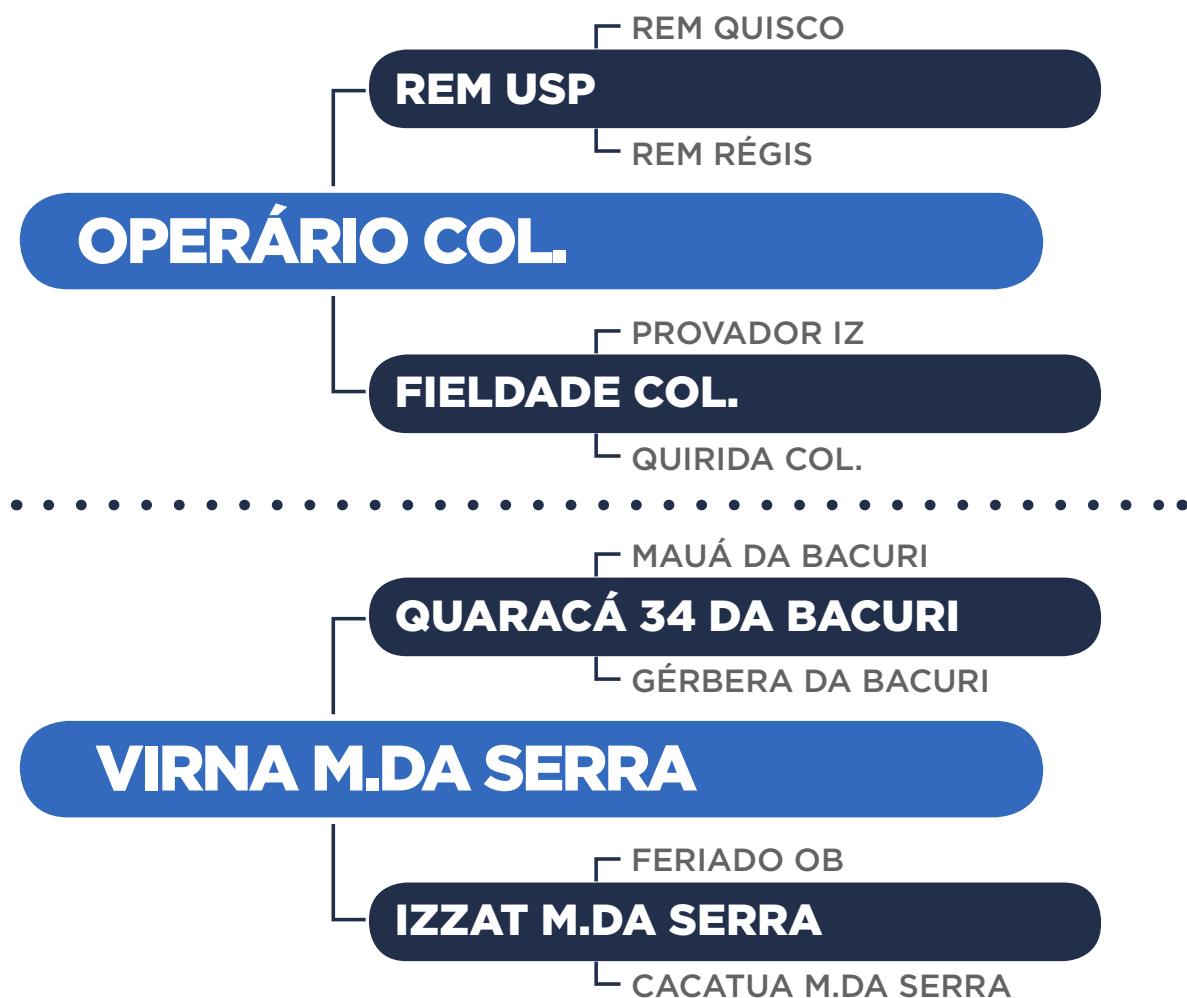 REM QUISCO
REM USP
REM RÉGIS
OPERÁRIO COL.
PROVADOR IZ
FIELDADE COL.
QUIRIDA COL.
MAUÁ DA BACURI
QUARACÁ 34 DA BACURI
GÉRBERA DA BACURI
VIRNA M.DA SERRA
FERIADO OB
IZZAT M.DA SERRA
CACATUA M.DA SERRA